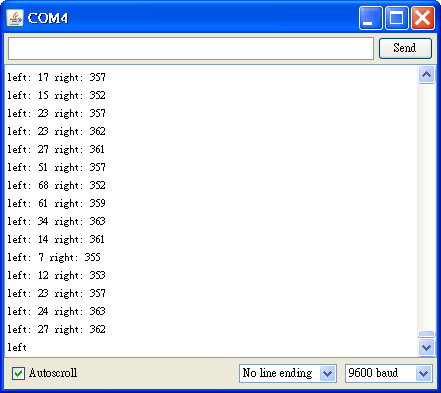 COM4
Send
left: 17 right: 357
left: 15 right: 352
left: 23 right: 357
left: 23 right: 362
left: 27 right: 361
left: 51 right: 357
left: 68 right: 352
left: 61 right: 359
left: 34 right: 363
left: 14 right: 361
left: 7 right: 355
left: 12 right: 353
left: 23 right: 357
left: 24 right: 363
left: 27 right: 362
left
Autoscroll No line ending 9600 baud